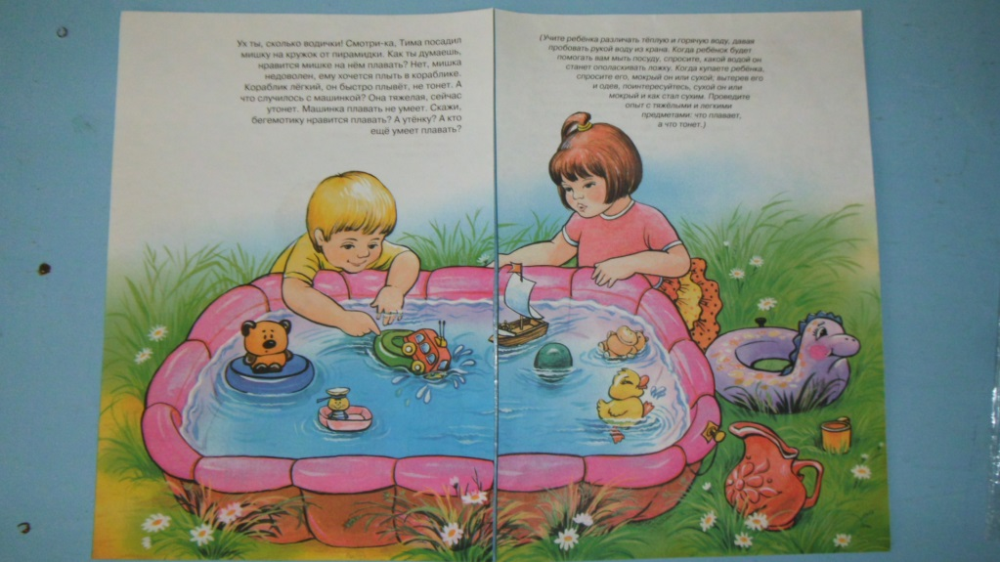 Ух ты, сколько водички! Смотри-ка, Тима посадил
мишку на кружок от пирамидки. Как ты думаешь,
нравится мишке на нём плавать? Нет, мишка
недоволен, ему хочется плыть в кораблике.
Кораблик лёгкий, он быстро плывёт, не тонет. А
что случилось с машинкой? Она тяжелая, сейчас
утонет. Машинка плавать не умеет. Скажи,
бегемотику нравится плавать? А утёнку? А кто
ещё умеет плавать?
(Учите ребёнка различать тёплую и горячую воду, давая
пробовать рукой воду из крана. Когда ребёнок будет
помогать вам мыть посуду, спросите, какой водой он
станет ополаскивать ложку. Когда купаете ребёнка,
спросите его, мокрый он или сухой; вытерев его
и одев, поинтересуйтесь, сухой он или
мокрый и как стал сухим. Проведите
опыт с тяжёлыми и легкими
предметами: что плавает,
а что тонет.)